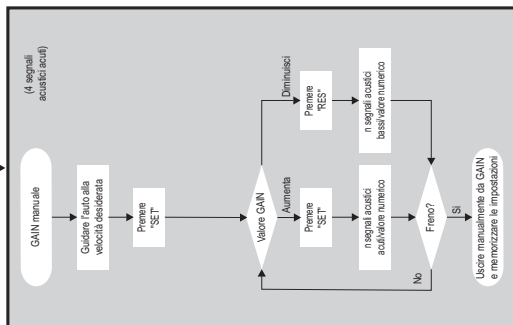 (4 segnali
acustici acuti)
GAIN manuale
Guidare l'auto alla
velocità desiderata
Premere
"SET"
Valore GAIN
Aumenta
Diminuisci
Premere
"SET"
Premere
"RES"
n segnali acustici
acuti/valore numerico
n segnali acustici
bassi/valore numerico
Freno?
No
Si
Uscire manualmente da GAIN
e memorizzare le impostazioni